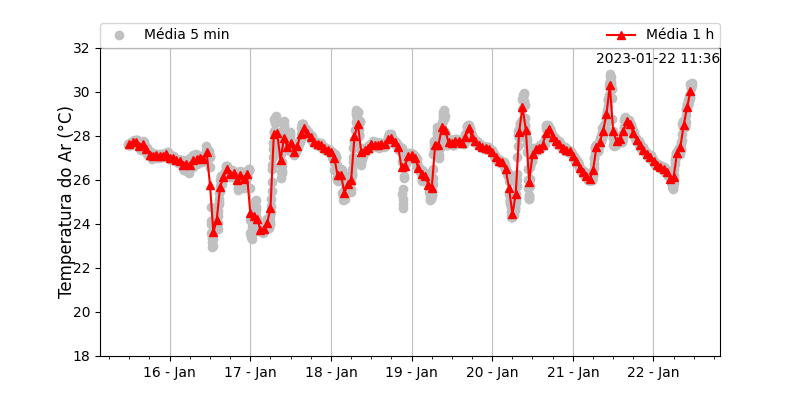 Média 5 min
Média 1 h
2023-01-22 11:36
Temperatura do Ar (°C)
32
30
28
26
24
22
20
18
16 - Jan
17 - Jan
18 - Jan
19 - Jan
20 - Jan
21 - Jan
22 - Jan